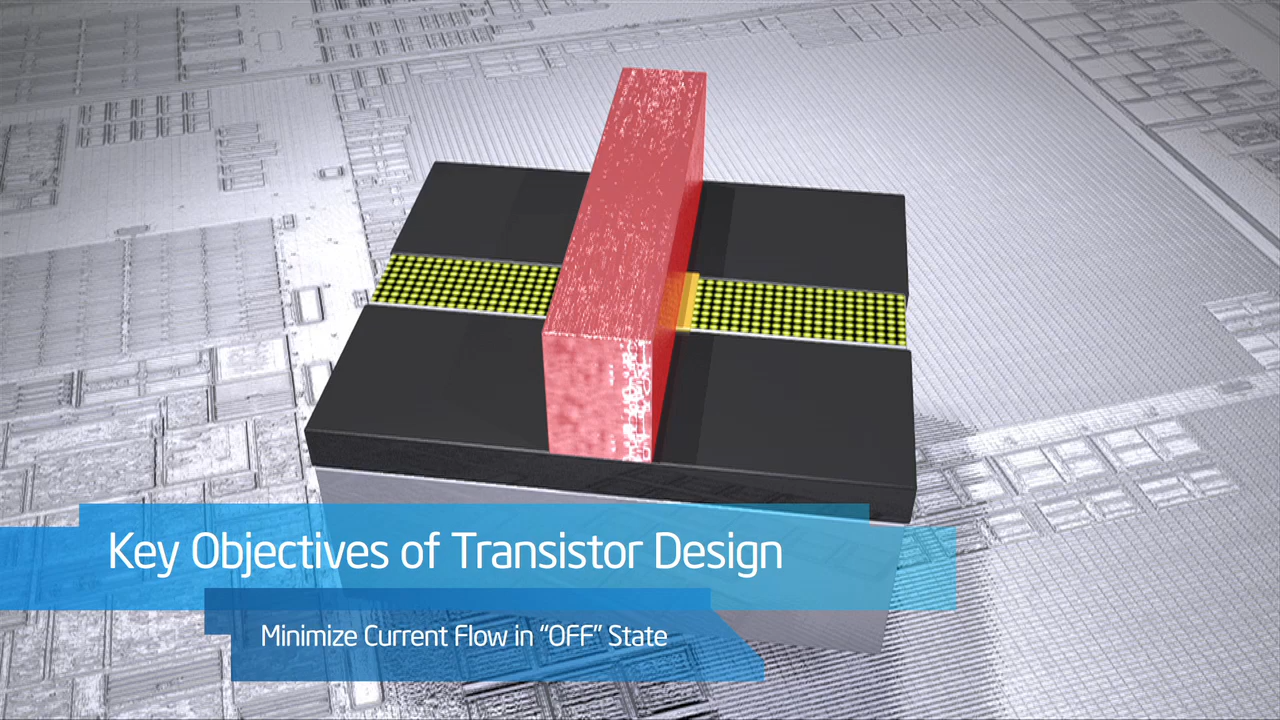 Key Objectives of Transistor Design
Minimize Current Flow in “OFF” State